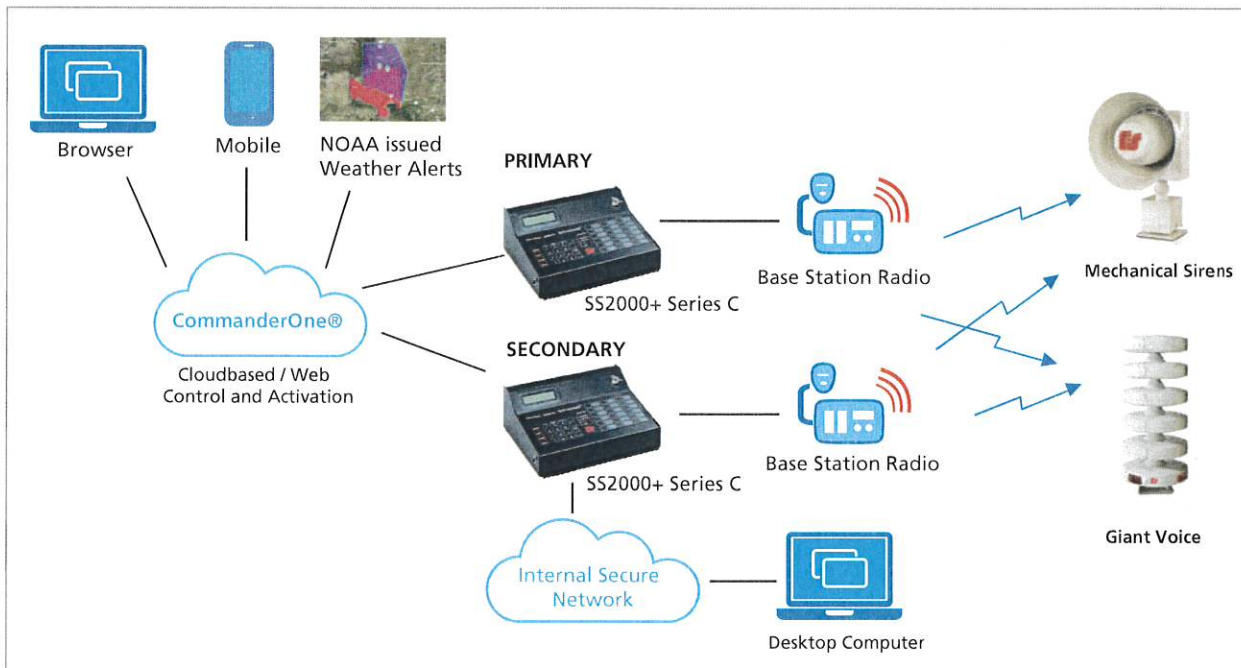 Browser
Mobile
NOAA issued
Weather Alerts
PRIMARY
SS2000+ Series C
Base Station Radio
Mechanical Sirens
CommanderOne®
Cloudbased / Web
Control and Activation
SECONDARY
SS2000+ Series C
Base Station Radio
Giant Voice
Internal Secure
Network
Desktop Computer